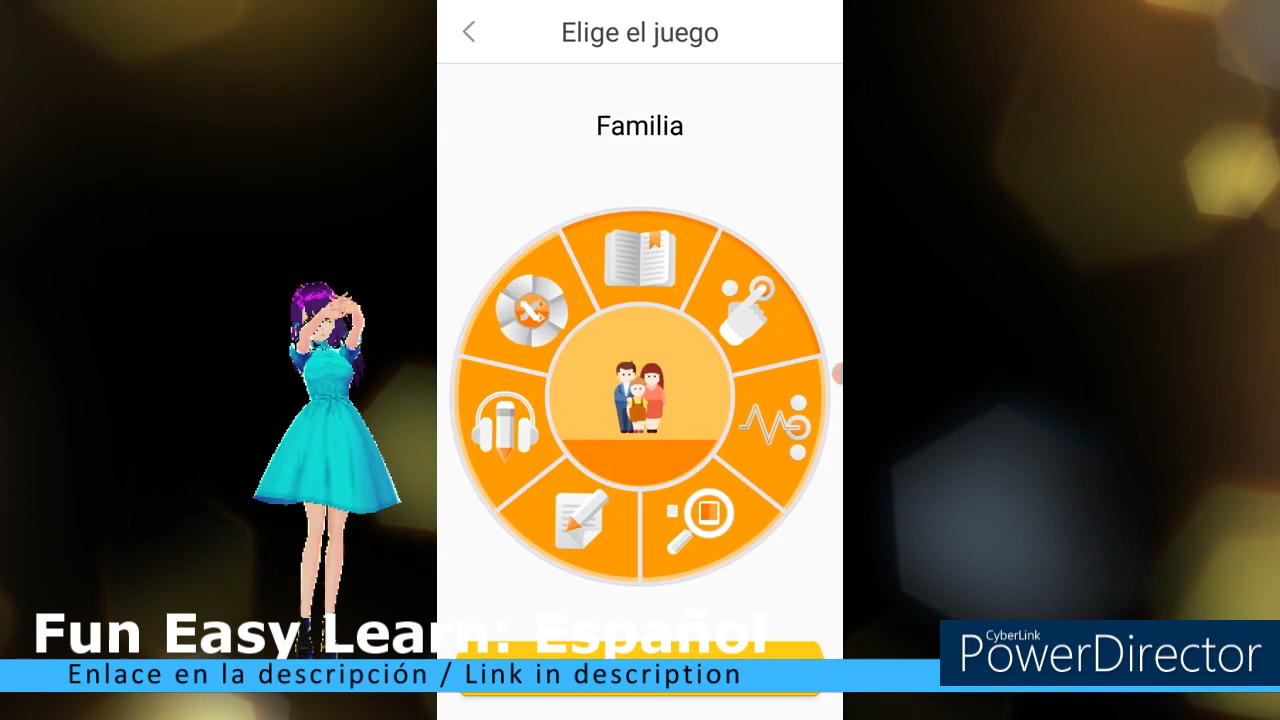 Elige el juego
Familia
Fun Easy Learn: Español
Enlace en la descripción / Link in description
CyberLink
PowerDirector